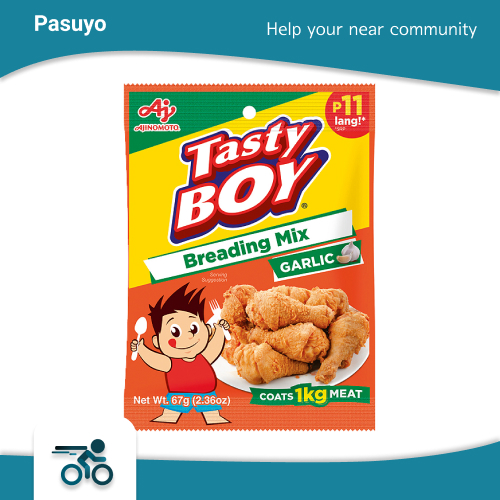 Pasuyo
Help your near community
Aj
AJINOMOTO
®
P11
lang!*
*SRP
Tasty
BOY®
Breading Mix
GARLIC
Serving
Suggestion
Net Wt. 67g (2.36oz)
COATS 1kg MEAT